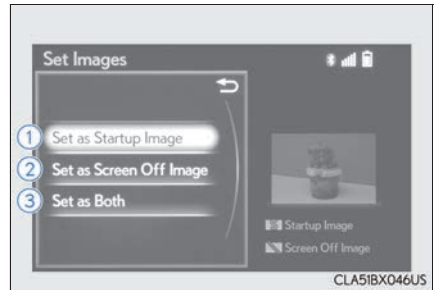 Set Images
1 Set as Startup Image
2 Set as Screen Off Image
3 Set as Both
Startup Image
Screen Off Image
CLA51BX046US